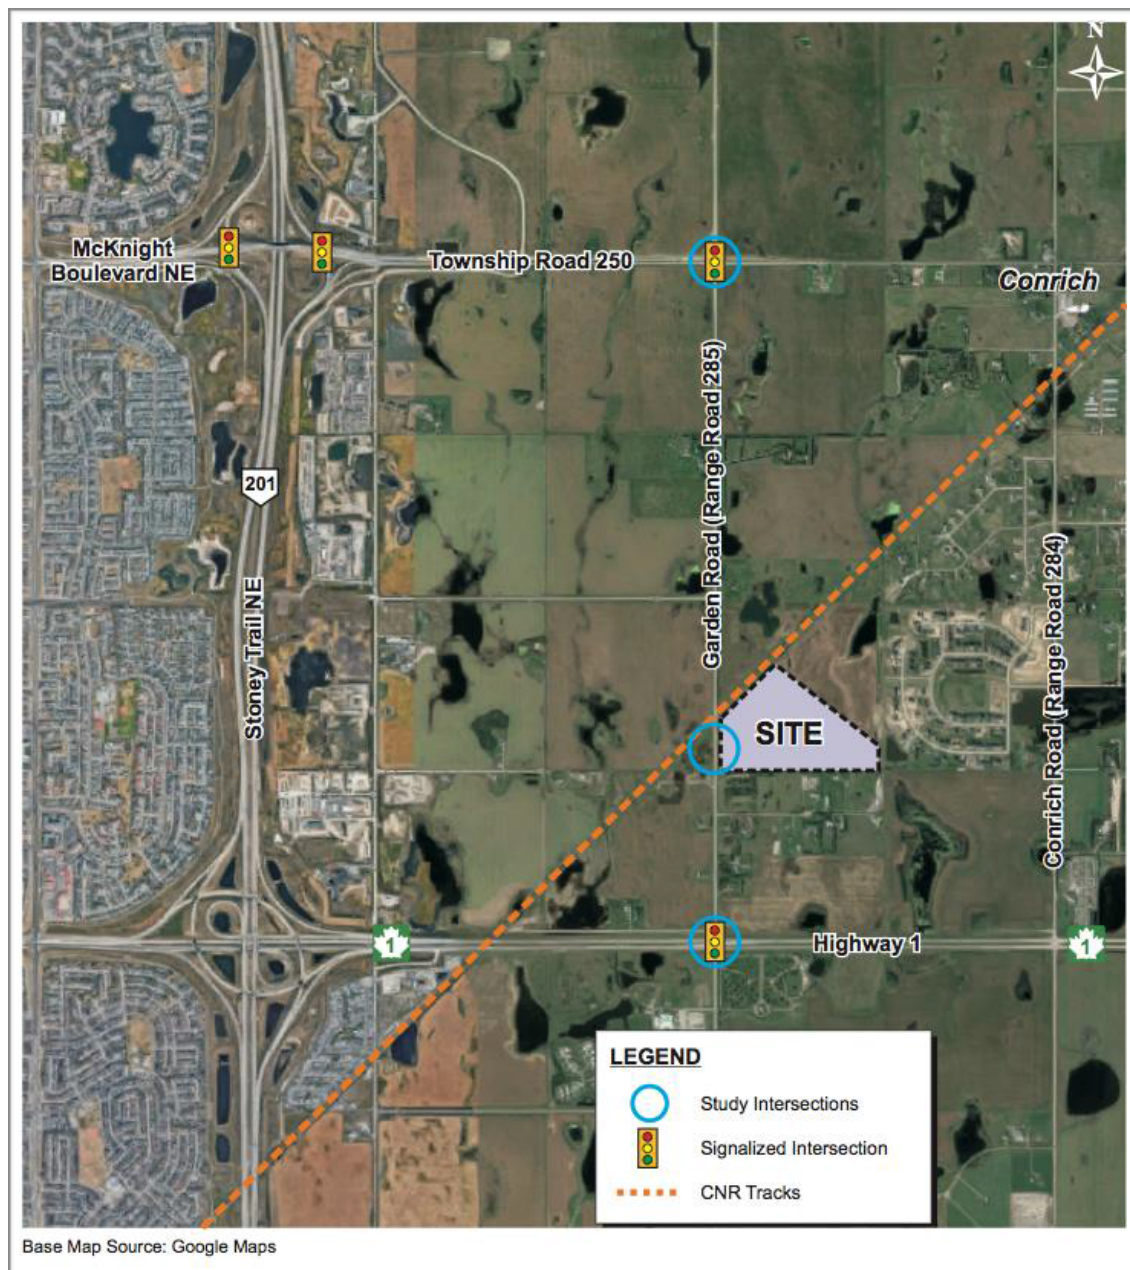 N
McKnight
Boulevard NE
Township Road 250
Conrich
Garden Road (Range Road 285)
201
Stoney Trail NE
SITE
Conrich Road (Range Road 284)
1
Highway 1
1
LEGEND
Study Intersections
Signalized Intersection
CNR Tracks
Base Map Source: Google Maps